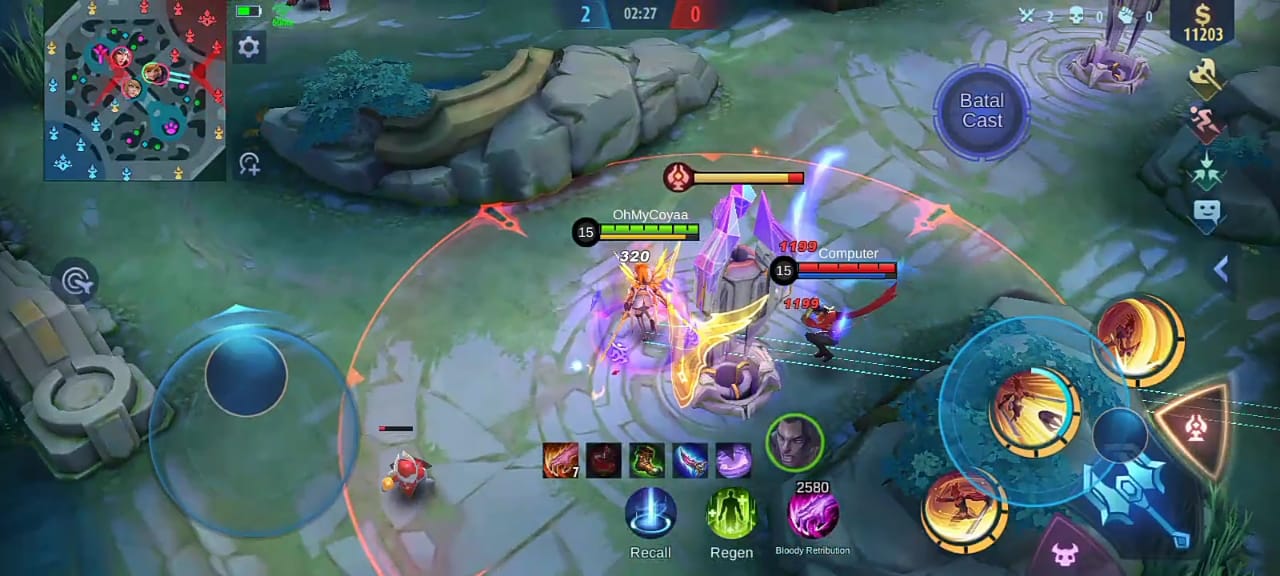 2 02:27 0
2 0 0
$
11203
Batal
Cast
OhMyCoyaa
15
320
1199
Computer
15
1199
7
2580
Recall
Regen
Bloody Retribution